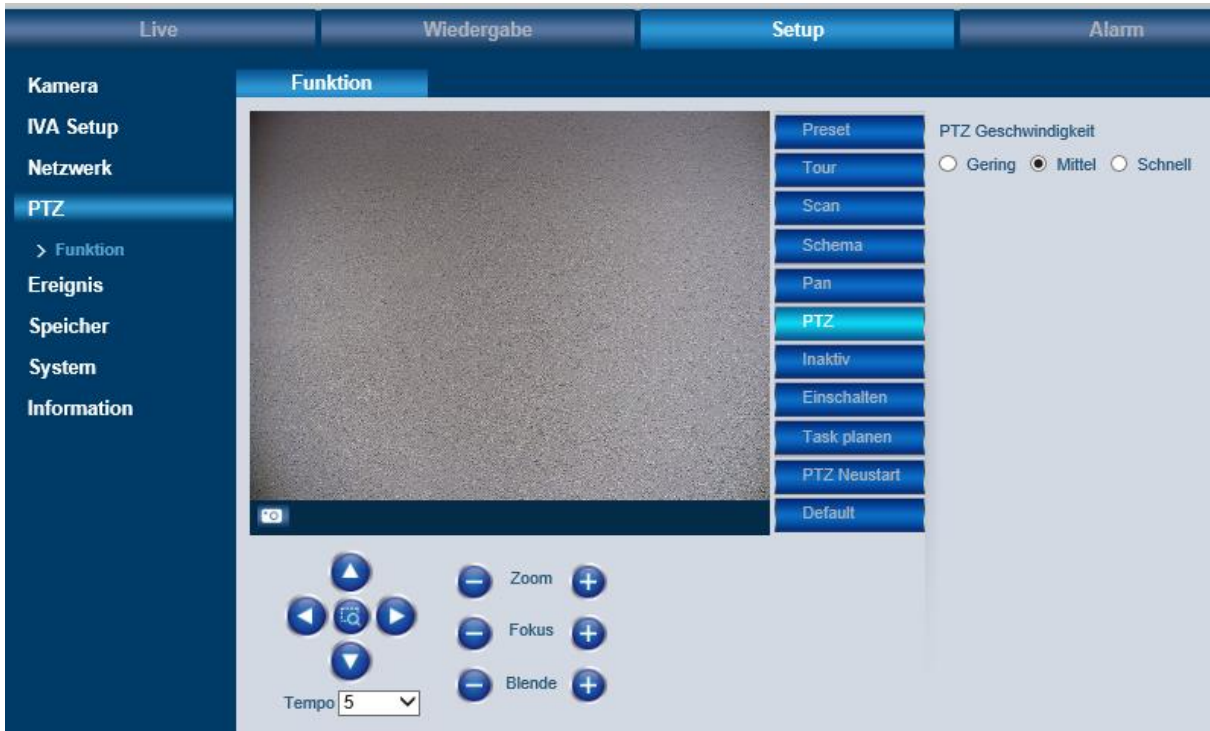 Live Wiedergabe Setup Alarm
Kamera
IVA Setup
Netzwerk
PTZ
Funktion
Ereignis
Speicher
System
Information
Funktion
Preset
Tour
Scan
Schema
Pan
PTZ
Inaktiv
Einschalten
Task planen
PTZ Neustart
Default
PTZ Geschwindigkeit
Gering Mittel Schnell
Zoom
Fokus
Blende
Tempo 5